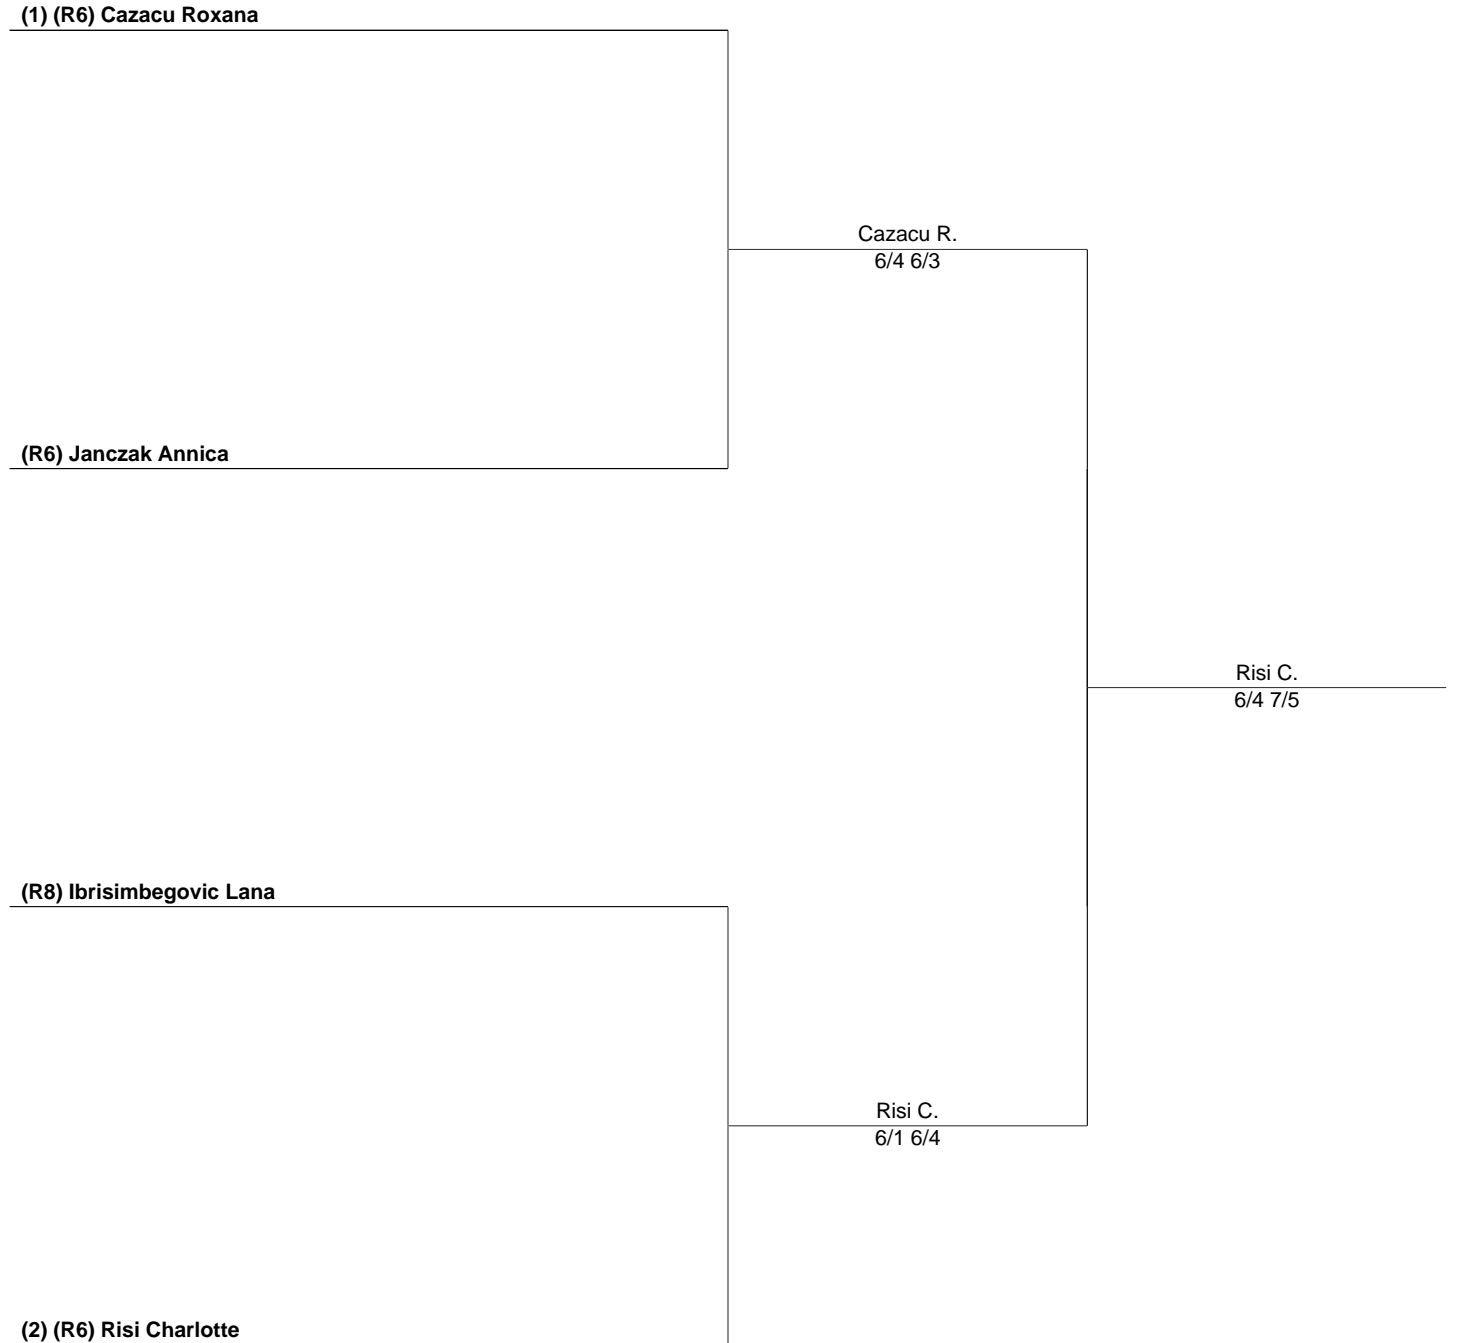 (1) (R6) Cazacu Roxana
Cazacu R.
6/4 6/3
(R6) Janczak Annica
Risi C.
6/4 7/5
(R8) Ibrisimbegovic Lana
Risi C.
6/1 6/4
(2) (R6) Risi Charlotte